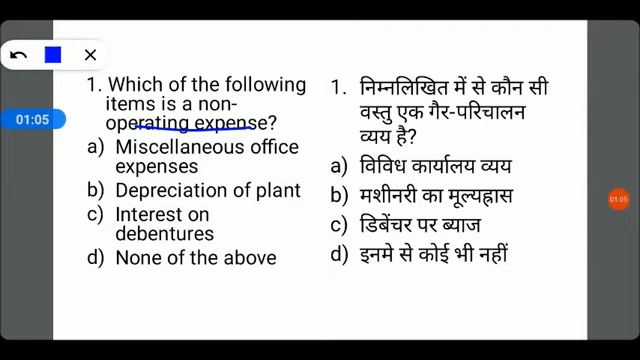 01:05
1. Which of the following
items is a non-
operating expense?
a) Miscellaneous office
expenses
b) Depreciation of plant
c) Interest on
debentures
d) None of the above
1. निम्नलिखित में से कौन सी
वस्तु एक गैर-परिचालन
व्यय है?
a) विविध कार्यालय व्यय
b) मशीनरी का मूल्यह्रास
c) डिबेंचर पर ब्याज
d) इनमे से कोई भी नहीं
01:05